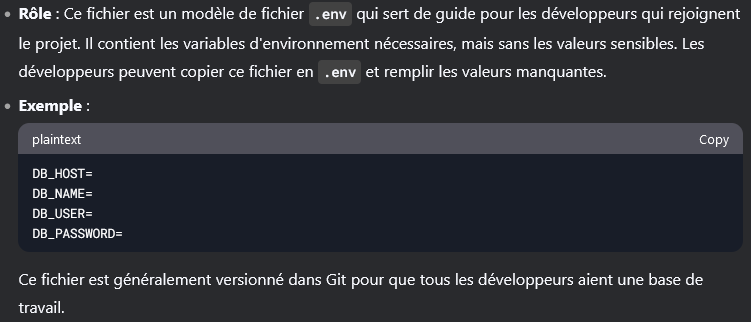 • Rôle : Ce fichier est un modèle de fichier .env qui sert de guide pour les développeurs qui rejoignent
le projet. Il contient les variables d'environnement nécessaires, mais sans les valeurs sensibles. Les
développeurs peuvent copier ce fichier en .env et remplir les valeurs manquantes.
• Exemple :
plaintext Copy
DB_HOST=
DB_NAME=
DB_USER=
DB_PASSWORD=
Ce fichier est généralement versionné dans Git pour que tous les développeurs aient une base de
travail.